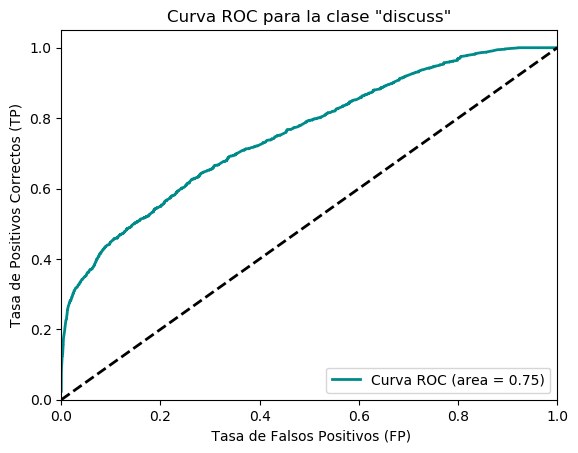 Curva ROC para la clase "discuss"
Tasa de Positivos Correctos (TP)
1.0
0.8
0.6
0.4
0.2
0.0
Curva ROC (area = 0.75)
0.0 0.2 0.4 0.6 0.8 1.0
Tasa de Falsos Positivos (FP)